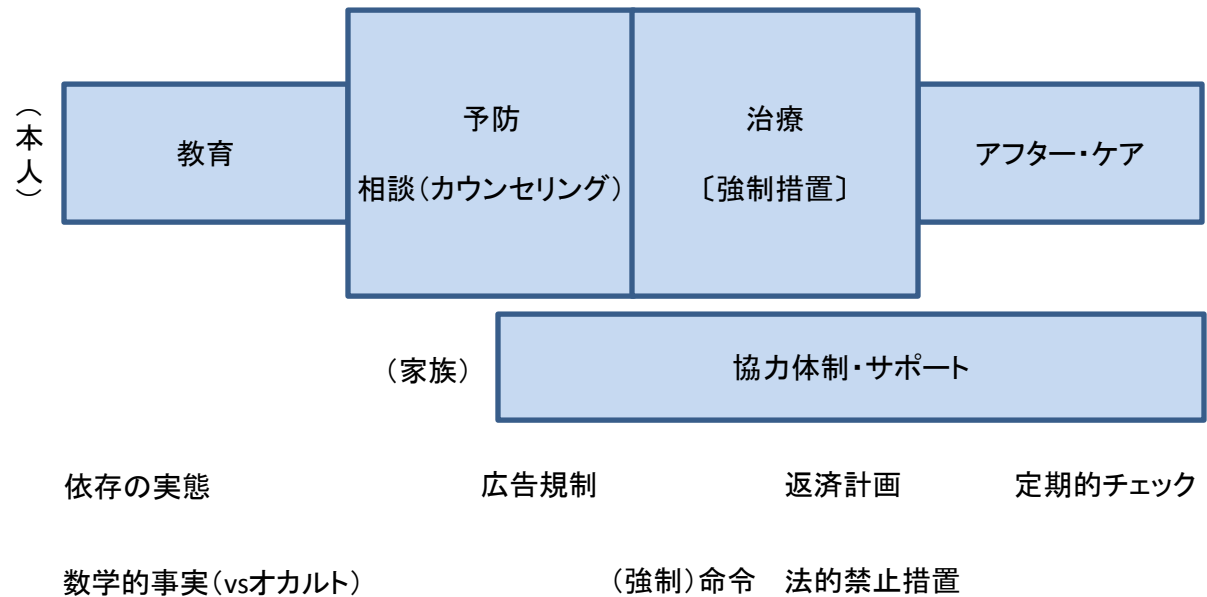 （本人）
教育
予防
相談（カウンセリング）
治療
〔強制措置〕
アフター・ケア
（家族）
協力体制・サポート
依存の実態
広告規制
返済計画
定期的チェック
数学的事実（vsオカルト）
（強制）命令
法的禁止措置